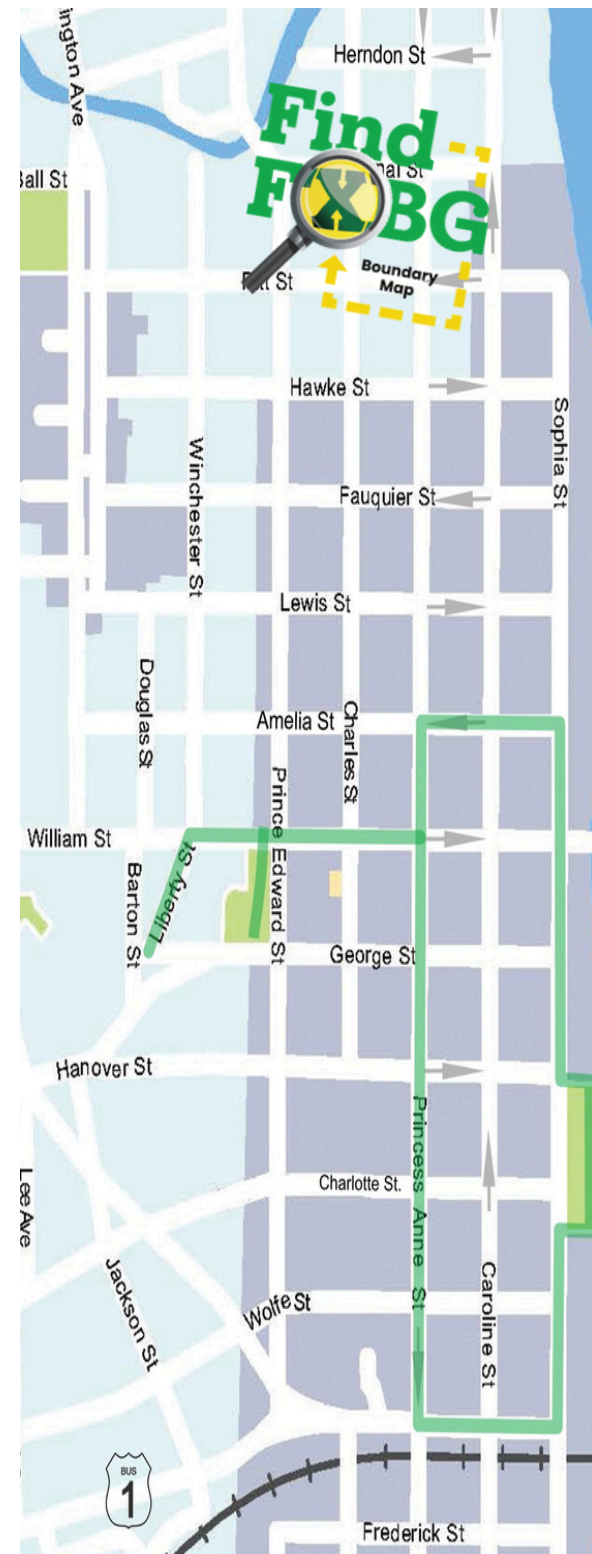 ington Ave
Herndon St
Find
FXBG
nal St
Ball St
Boundary
Map
Pitt St
Hawke St
Sophia St
Winchester St
Fauquier St
Lewis St
Douglas St
Charles St
Amelia St
Prince Edward St
William St
Liberty St
Barton St
George St
Hanover St
Princess Anne St
Lee Ave
Charlotte St.
Jackson St
Caroline St
Wolfe St
BUS
1
Frederick St